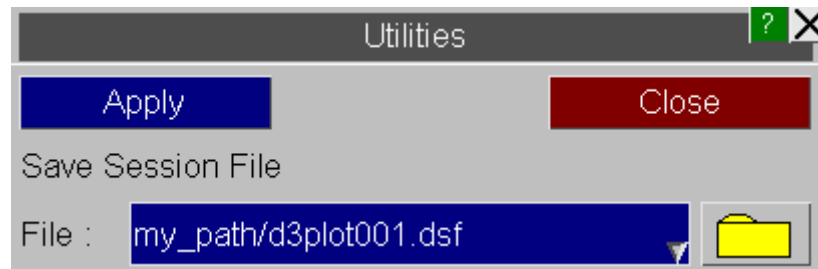 Utilities ?
Apply Close
Save Session File
File : my_path/d3plot001.dsf